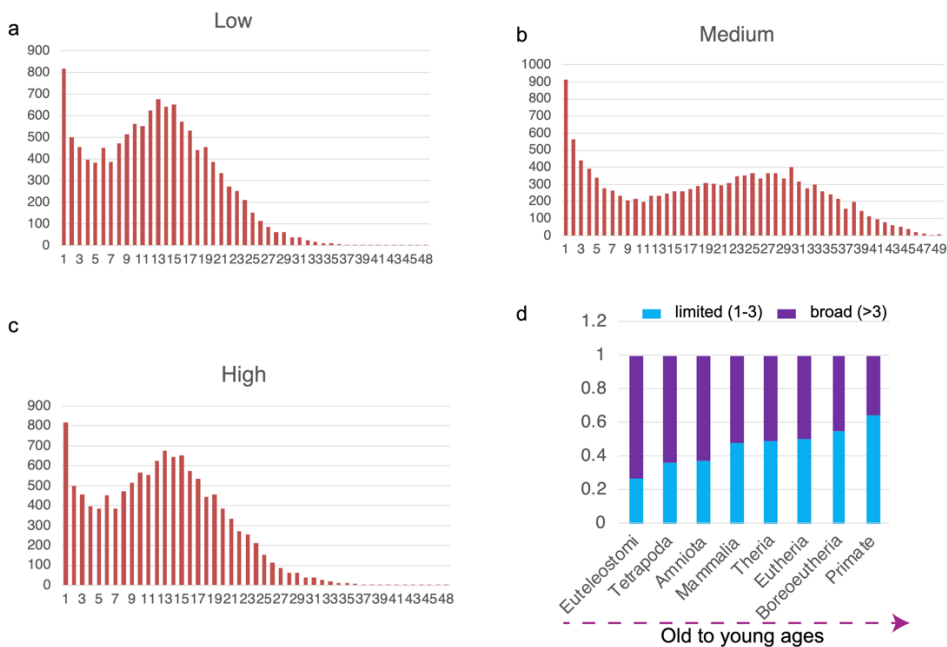 a
Low
900
800
700
600
500
400
300
200
100
0
1 3 5 7 9 11 13 15 17 19 21 23 25 27 29 31 33 35 37 39 41 43 45 48
b
Medium
1000
900
800
700
600
500
400
300
200
100
0
1 3 5 7 9 11 13 15 17 19 21 23 25 27 29 31 33 35 37 39 41 43 45 47 49
c
High
900
800
700
600
500
400
300
200
100
0
1 3 5 7 9 11 13 15 17 19 21 23 25 27 29 31 33 35 37 39 41 43 45 48
d
limited (1-3) broad (>3)
1.2
1
0.8
0.6
0.4
0.2
0
Euteleostomi
Tetrapoda
Amniota
Mammalia
Theria
Eutheria
Boreoeutheria
Primate
Old to young ages